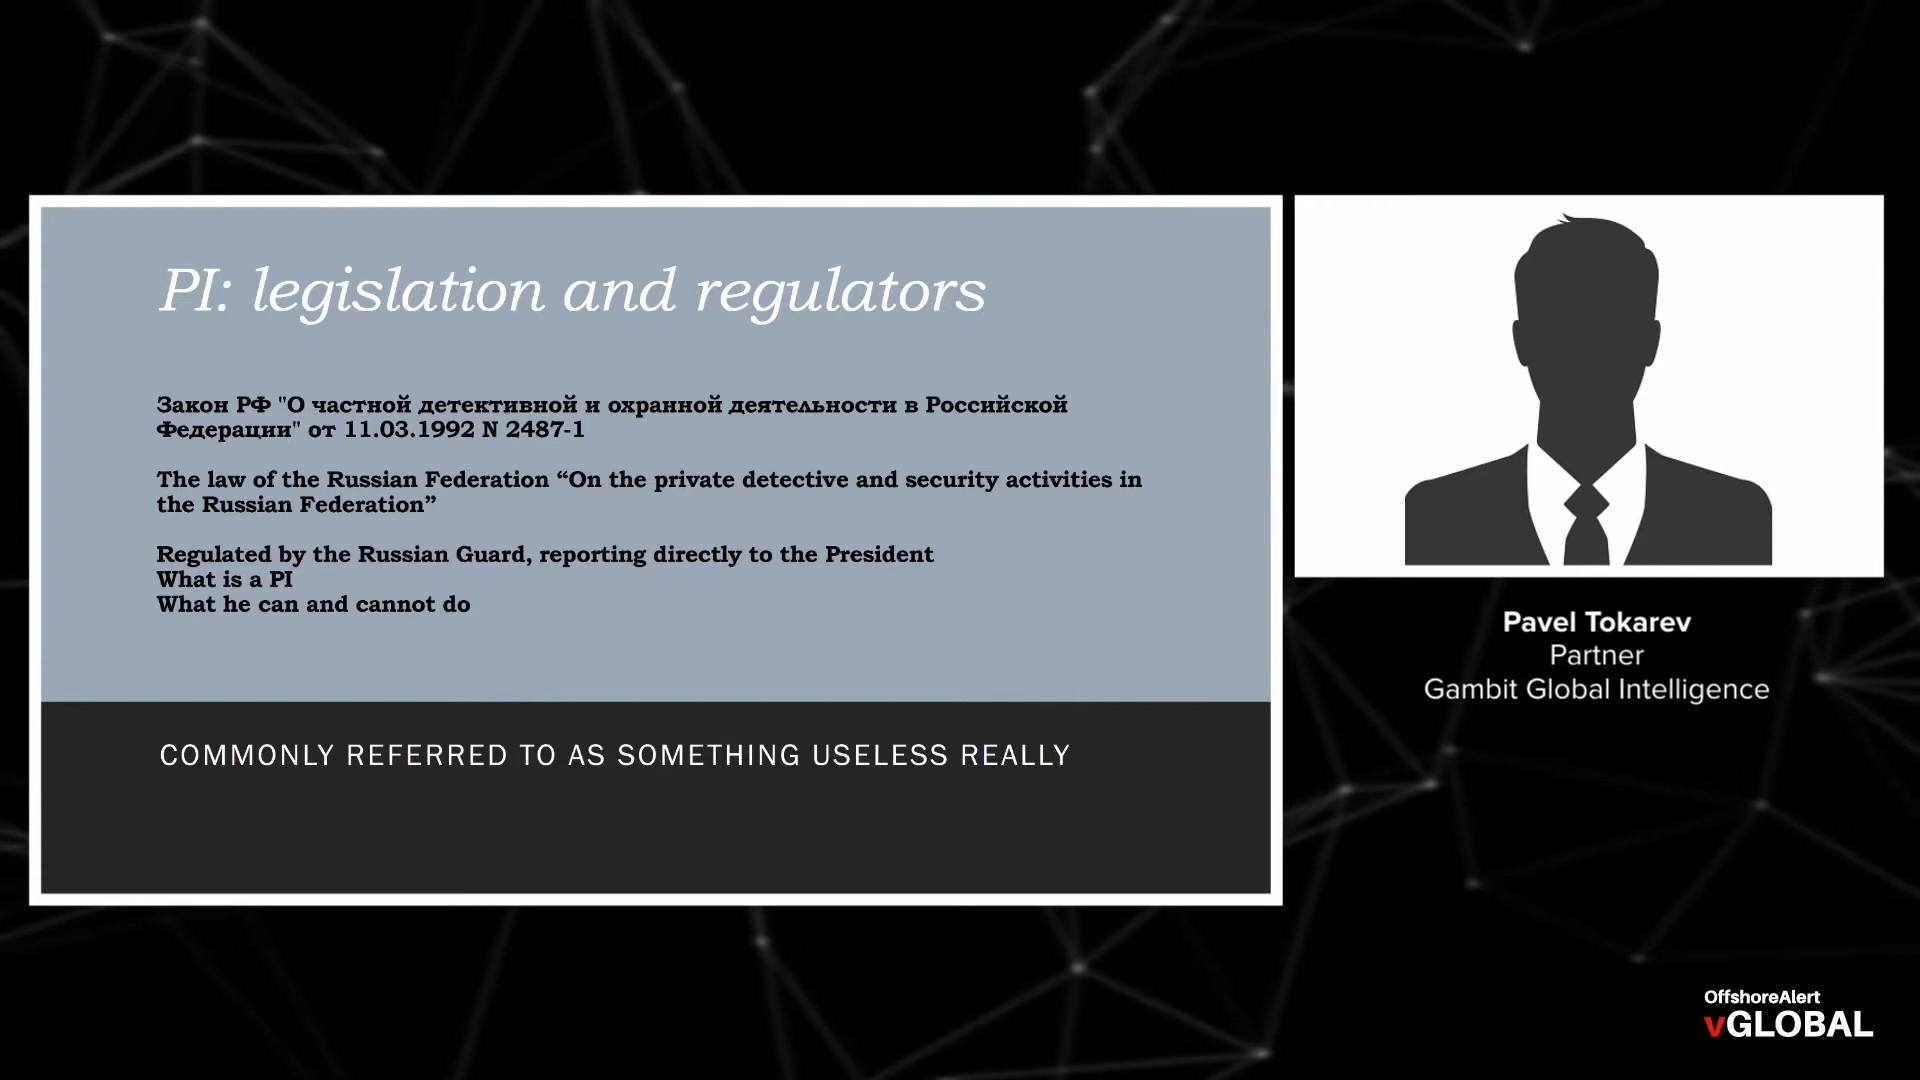 PI: legislation and regulators
Закон РФ "О частной детективной и охранной деятельности в Российской
Федерации" от 11.03.1992 N 2487-1
The law of the Russian Federation “On the private detective and security activities in
the Russian Federation”
Regulated by the Russian Guard, reporting directly to the President
What is a PI
What he can and cannot do
COMMONLY REFERRED TO AS SOMETHING USELESS REALLY
Pavel Tokarev
Partner
Gambit Global Intelligence
OffshoreAlert
vGLOBAL